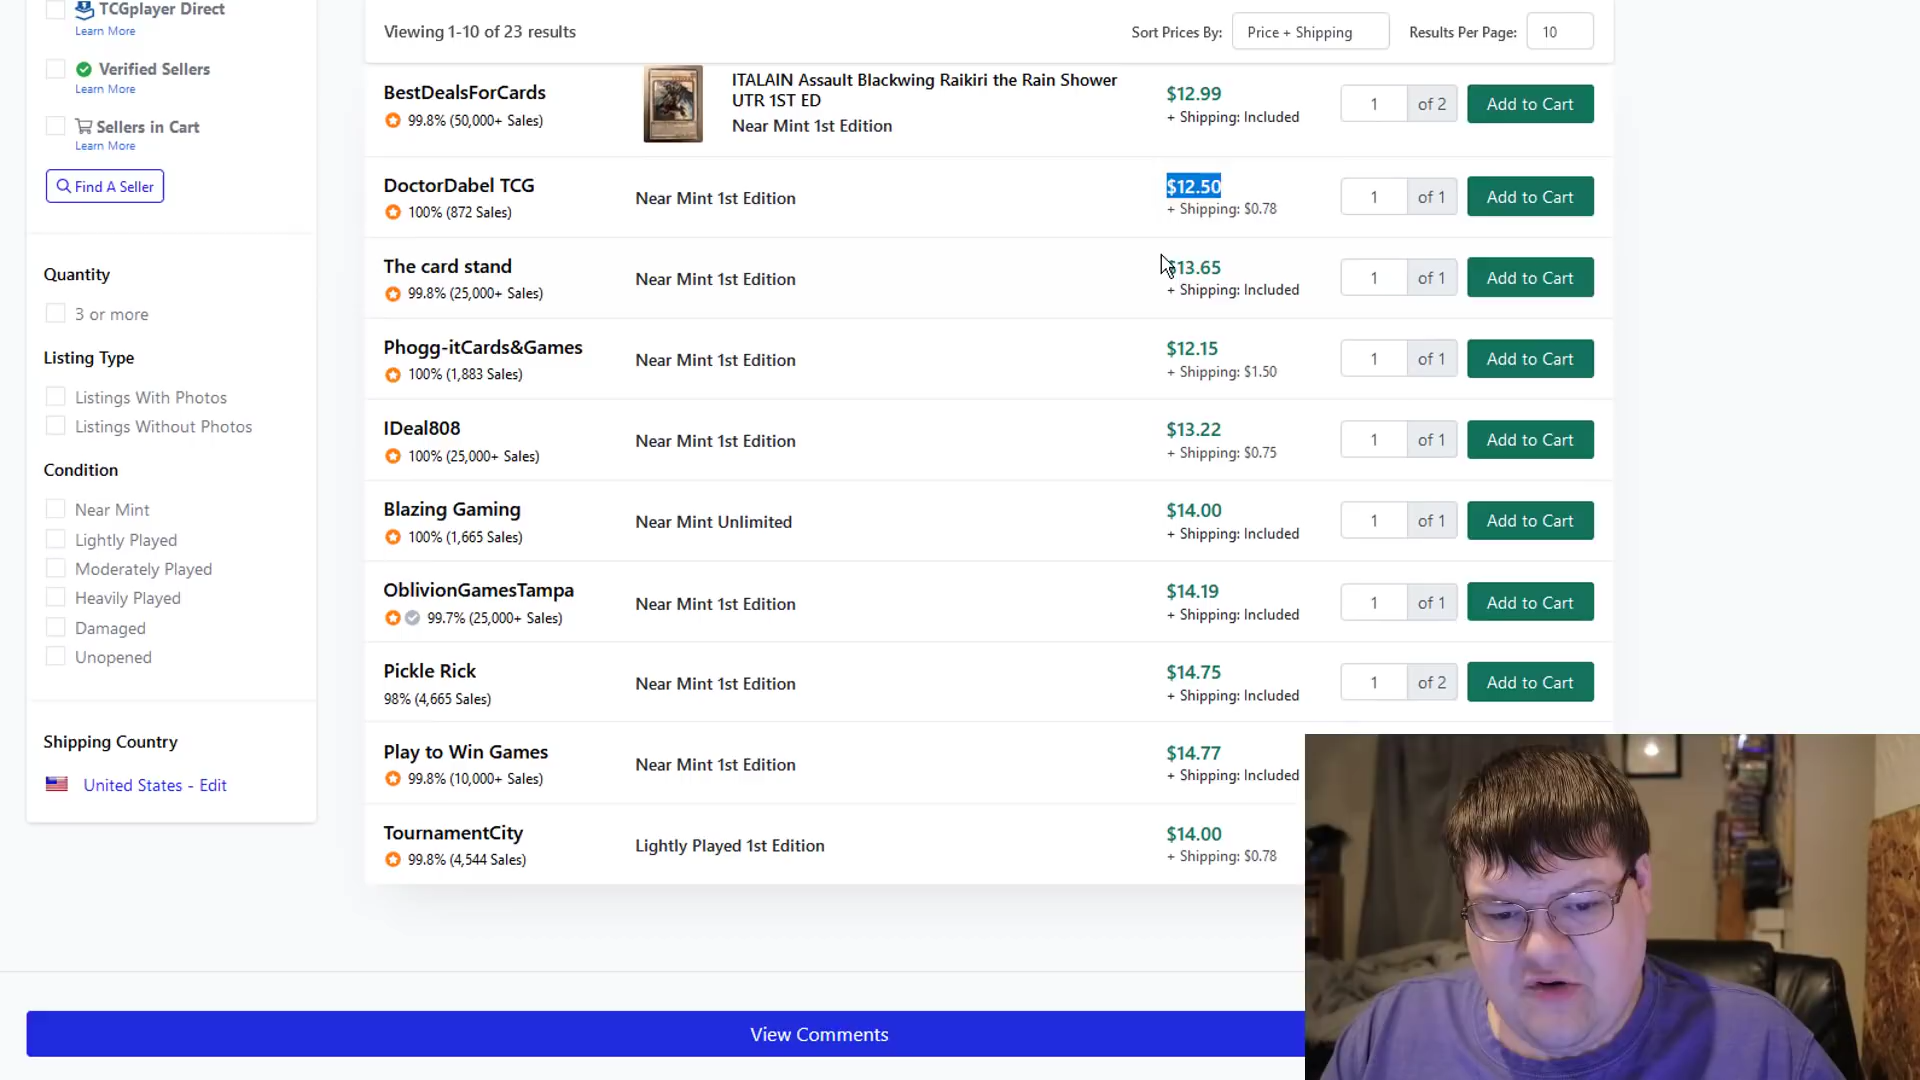 TCGplayer Direct
Learn More
Verified Sellers
Learn More
Sellers in Cart
Learn More
Find A Seller
Quantity
3 or more
Listing Type
Listings With Photos
Listings Without Photos
Condition
Near Mint
Lightly Played
Moderately Played
Heavily Played
Damaged
Unopened
Shipping Country
United States - Edit
Viewing 1-10 of 23 results
Sort Prices By: Price + Shipping Results Per Page: 10
BestDealsForCards
99.8% (50,000+ Sales)
ITALAIN Assault Blackwing Raikiri the Rain Shower
UTR 1ST ED
Near Mint 1st Edition
$12.99
+ Shipping: Included
1 of 2 Add to Cart
DoctorDabel TCG
100% (872 Sales)
Near Mint 1st Edition
$12.50
+ Shipping: $0.78
1 of 1 Add to Cart
The card stand
99.8% (25,000+ Sales)
Near Mint 1st Edition
$13.65
+ Shipping: Included
1 of 1 Add to Cart
Phogg-itCards&Games
100% (1,883 Sales)
Near Mint 1st Edition
$12.15
+ Shipping: $1.50
1 of 1 Add to Cart
IDeal808
100% (25,000+ Sales)
Near Mint 1st Edition
$13.22
+ Shipping: $0.75
1 of 1 Add to Cart
Blazing Gaming
100% (1,665 Sales)
Near Mint Unlimited
$14.00
+ Shipping: Included
1 of 1 Add to Cart
OblivionGamesTampa
99.7% (25,000+ Sales)
Near Mint 1st Edition
$14.19
+ Shipping: Included
1 of 1 Add to Cart
Pickle Rick
98% (4,665 Sales)
Near Mint 1st Edition
$14.75
+ Shipping: Included
1 of 2 Add to Cart
Play to Win Games
99.8% (10,000+ Sales)
Near Mint 1st Edition
$14.77
+ Shipping: Included
TournamentCity
99.8% (4,544 Sales)
Lightly Played 1st Edition
$14.00
+ Shipping: $0.78
View Comments